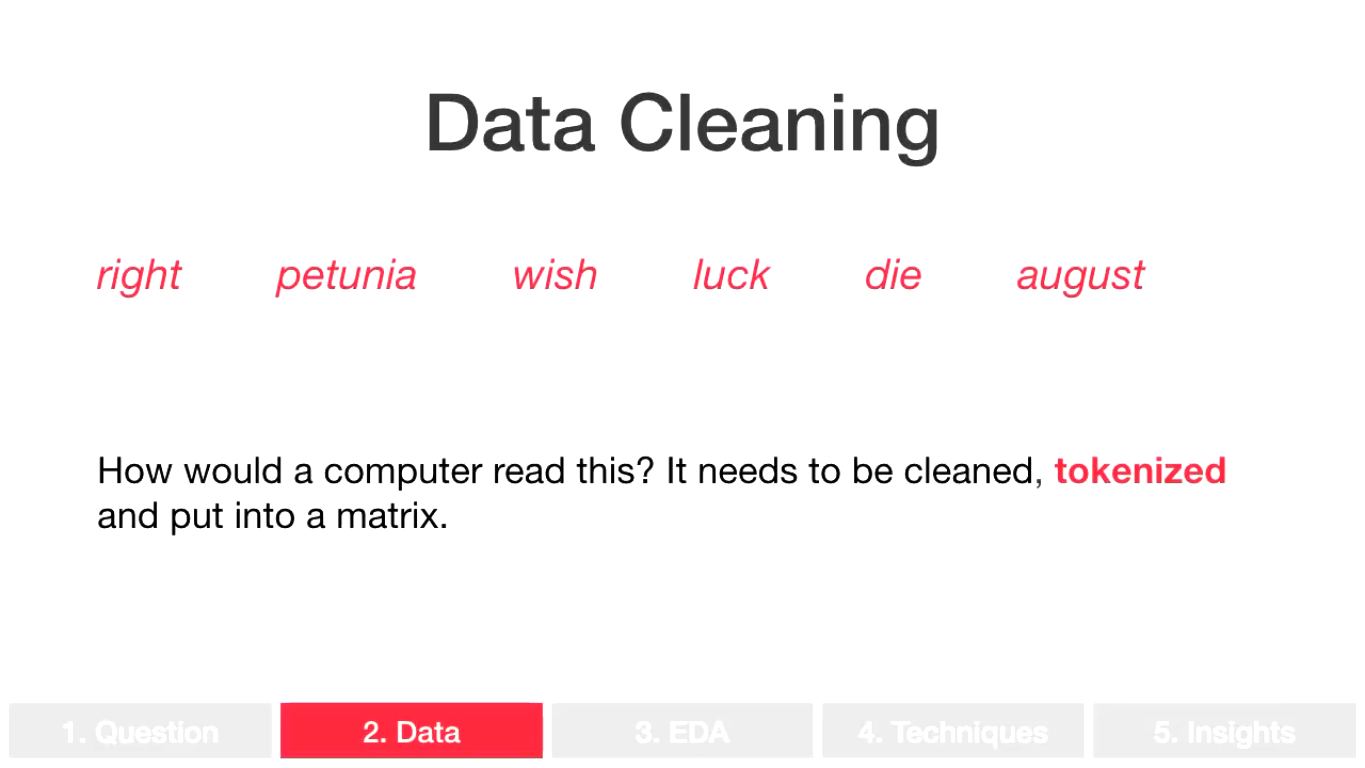 Data Cleaning
right petunia wish luck die august
How would a computer read this? It needs to be cleaned, tokenized
and put into a matrix.
1. Question 2. Data 3. EDA 4. Techniques 5. Insights